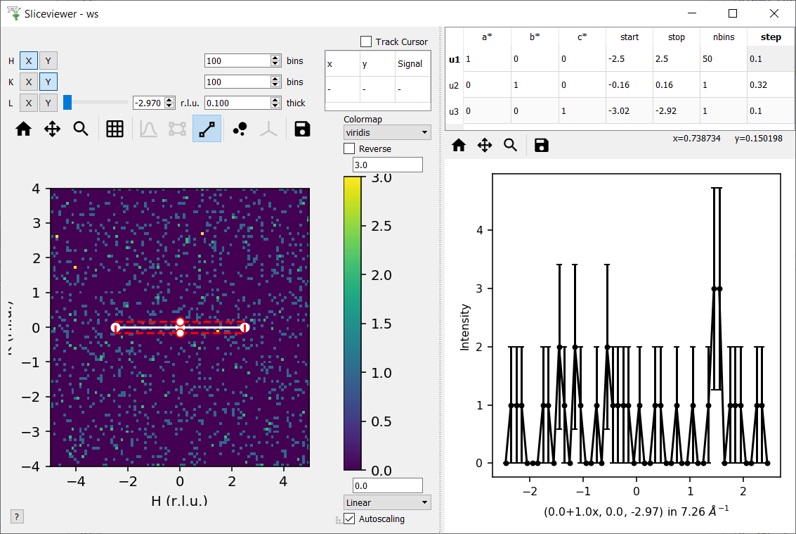 Sliceviewer - ws
H X Y 100 bins
K X Y 100 bins
L X Y -2.970 r.l.u. 0.100 thick
Track Cursor
x y Signal
- - -
Colormap
viridis
Reverse
3.0
3.0
2.5
2.0
1.5
1.0
0.5
0.0
0.0
Linear
Autoscaling
4
3
2
1
0
−1
−2
−3
−4
−4 −2 0 2 4
H (r.l.u.)
?
a* b* c* start stop nbins step
u1 1 0 0 -2.5 2.5 50 0.1
u2 0 1 0 -0.16 0.16 1 0.32
u3 0 0 1 -3.02 -2.92 1 0.1
x=0.738734 y=0.150198
Intensity
4
3
2
1
0
−2 −1 0 1 2
(0.0+1.0x, 0.0, -2.97) in 7.26 Å⁻¹